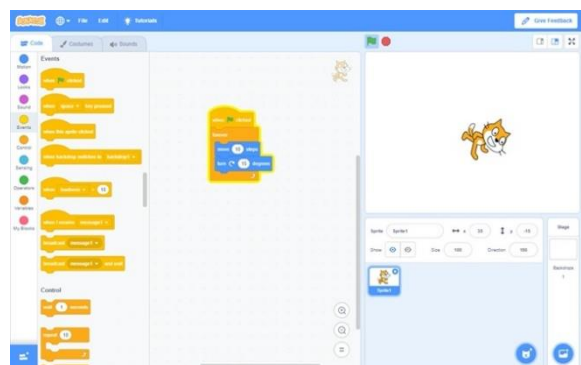 SCRATCH
File Edit Tutorials
Give Feedback
Code Costumes Sounds
Motion
Looks
Sound
Events
Control
Sensing
Operators
Variables
My Blocks
Events
when clicked
when space key pressed
when this sprite clicked
when backdrop switches to backdrop1
when loudness >
when I receive message1
broadcast message1
broadcast message1 and wait
Control
wait 1 seconds
repeat 10
when clicked
forever
move 10 steps
turn 15 degrees
Sprite Sprite1 x y
Show Size 100 Direction
Sprite1
Stage
Backdrops